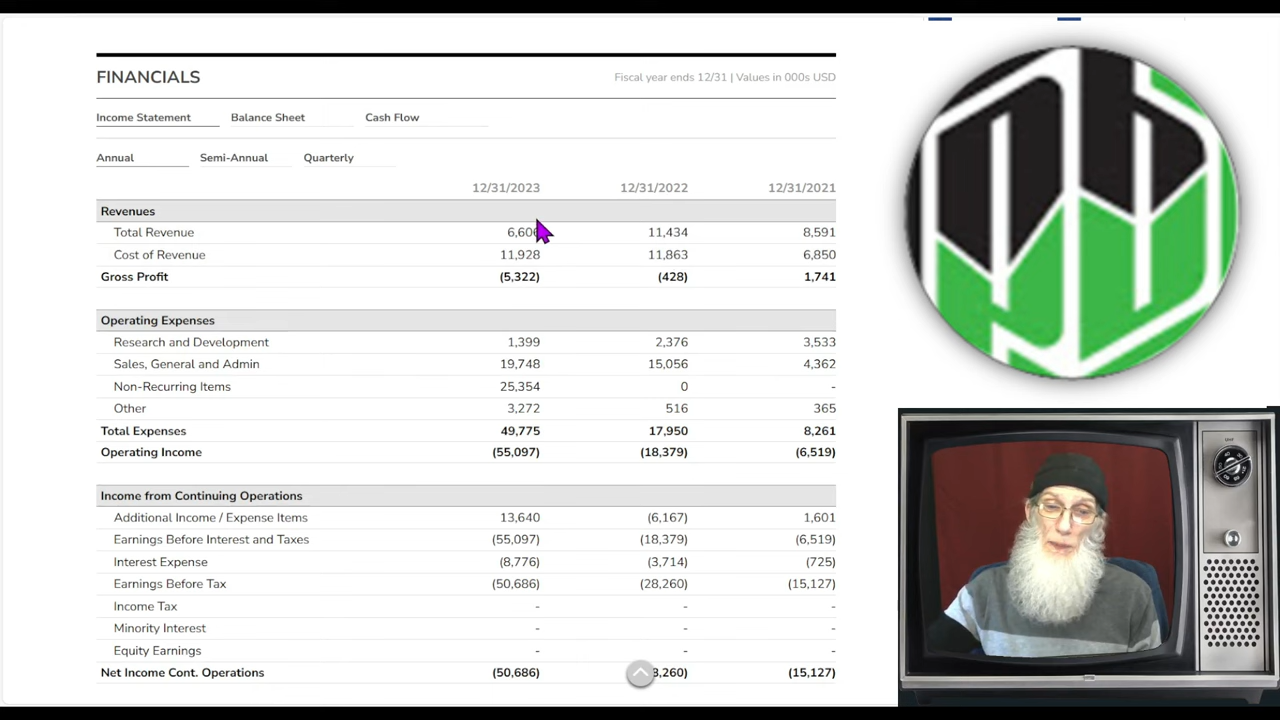 FINANCIALS Fiscal year ends 12/31 | Values in 000s USD
Income Statement Balance Sheet Cash Flow
Annual Semi-Annual Quarterly
12/31/2023 12/31/2022 12/31/2021
Revenues
Total Revenue 6,606 11,434 8,591
Cost of Revenue 11,928 11,863 6,850
Gross Profit (5,322) (428) 1,741
Operating Expenses
Research and Development 1,399 2,376 3,533
Sales, General and Admin 19,748 15,056 4,362
Non-Recurring Items 25,354 0 -
Other 3,272 516 365
Total Expenses 49,775 17,950 8,261
Operating Income (55,097) (18,379) (6,519)
Income from Continuing Operations
Additional Income / Expense Items 13,640 (6,167) 1,601
Earnings Before Interest and Taxes (55,097) (18,379) (6,519)
Interest Expense (8,776) (3,714) (725)
Earnings Before Tax (50,686) (28,260) (15,127)
Income Tax - - -
Minority Interest - - -
Equity Earnings - - -
Net Income Cont. Operations (50,686) 8,260) (15,127)